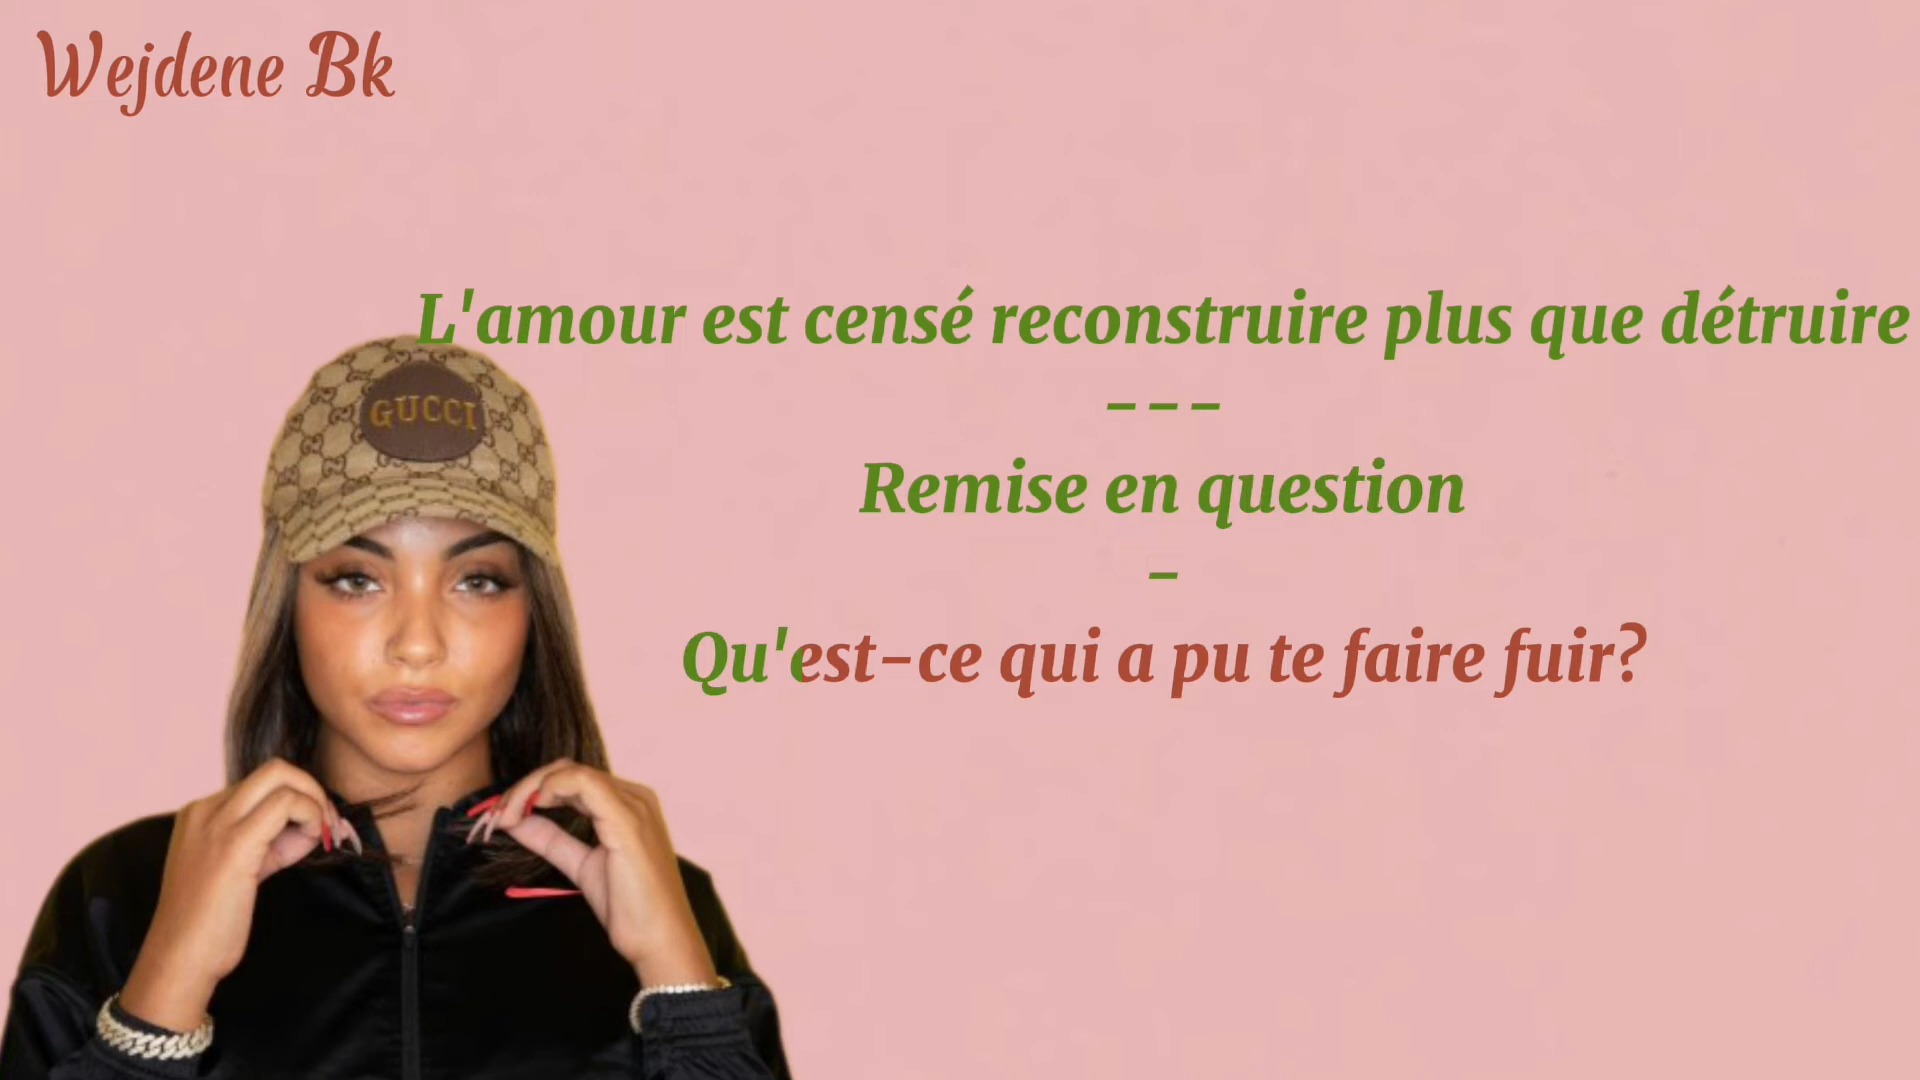 Wejdene Bk
L'amour est censé reconstruire plus que détruire
---
GUCCI
Remise en question
-
Qu'est-ce qui a pu te faire fuir?